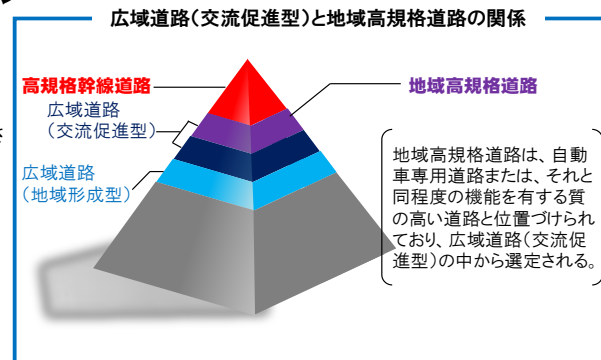 広域道路(交流促進型)と地域高規格道路の関係
高規格幹線道路
広域道路
(交流促進型)
広域道路
(地域形成型)
地域高規格道路
地域高規格道路は、自動
車専用道路または、それと
同程度の機能を有する質
の高い道路と位置づけられ
ており、広域道路(交流促
進型)の中から選定される。